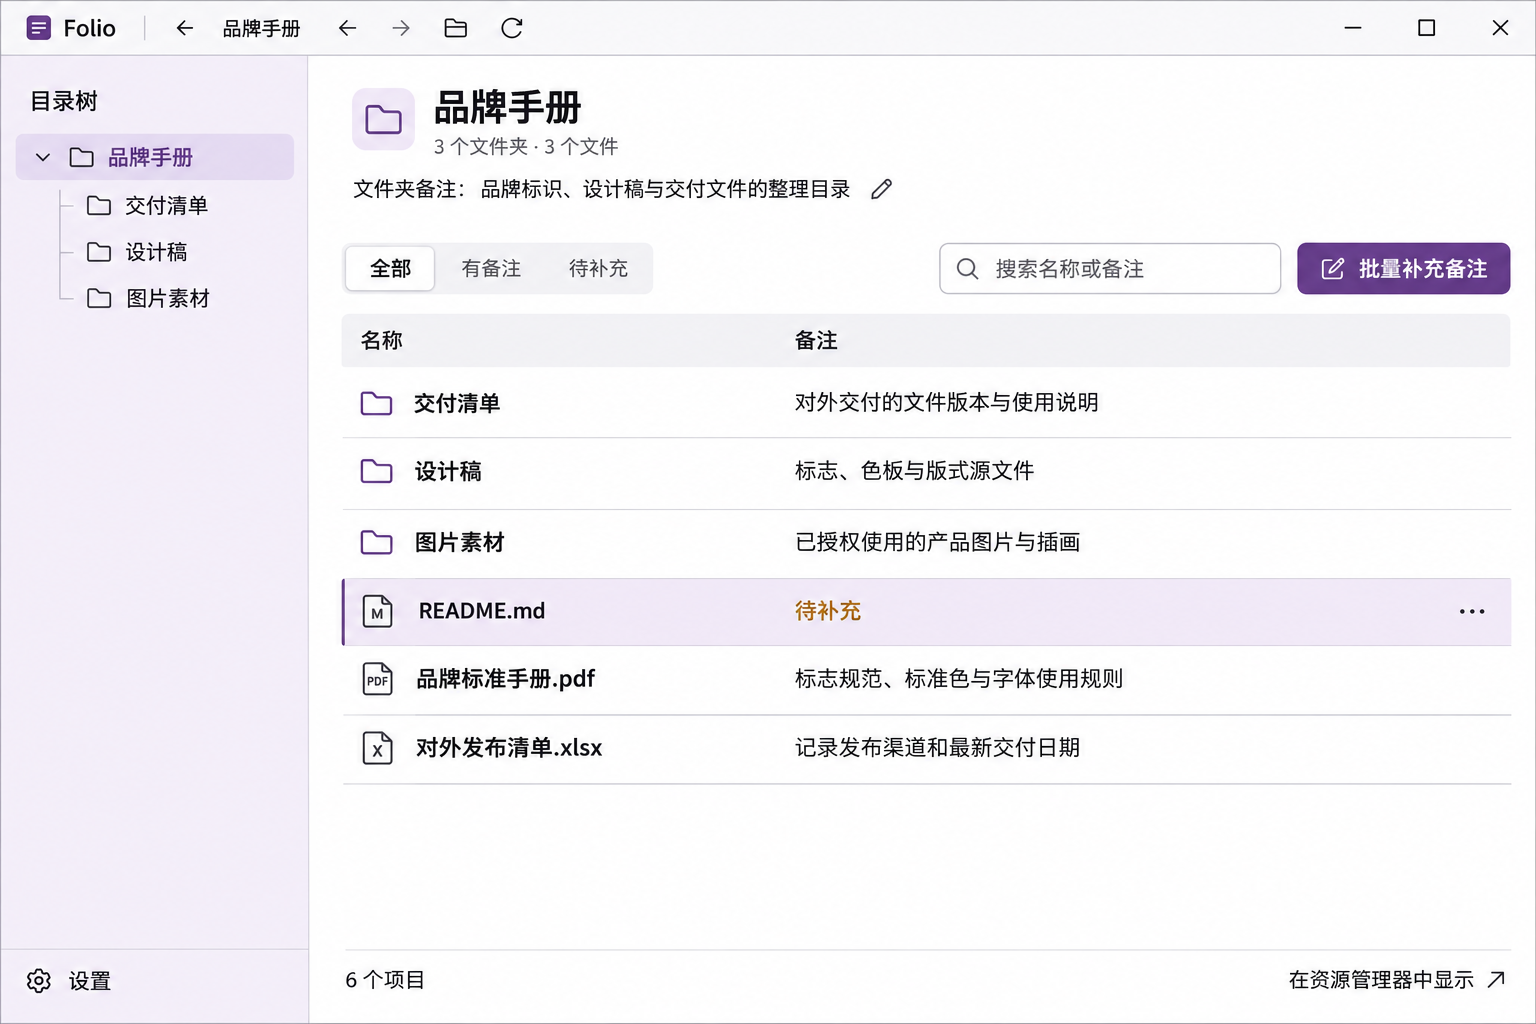 Folio
品牌手册
目录树
品牌手册
交付清单
设计稿
图片素材
设置
品牌手册
3 个文件夹 · 3 个文件
文件夹备注： 品牌标识、设计稿与交付文件的整理目录
全部 有备注 待补充
搜索名称或备注
批量补充备注
名称 备注
交付清单 对外交付的文件版本与使用说明
设计稿 标志、色板与版式源文件
图片素材 已授权使用的产品图片与插画
M README.md 待补充
PDF 品牌标准手册.pdf 标志规范、标准色与字体使用规则
X 对外发布清单.xlsx 记录发布渠道和最新交付日期
6 个项目
在资源管理器中显示